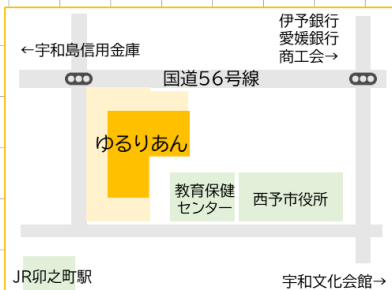 伊予銀行
愛媛銀行
商工会→
←宇和島信用金庫
国道56号線
ゆるりあん
教育保健
センター
西予市役所
JR卯之町駅
宇和文化会館→